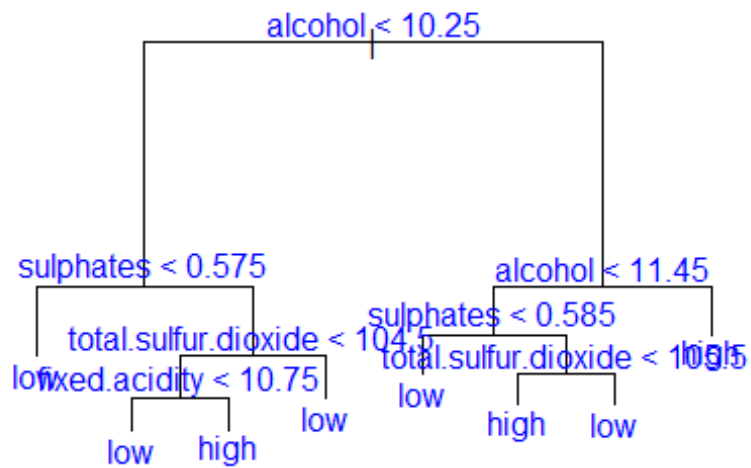 alcohol < 10.25
sulphates < 0.575
alcohol < 11.45
sulphates < 0.585
total.sulfur.dioxide < 104.5
total.sulfur.dioxide < 105.5
high
low
fixed.acidity < 10.75
low
low
high
low
low
high